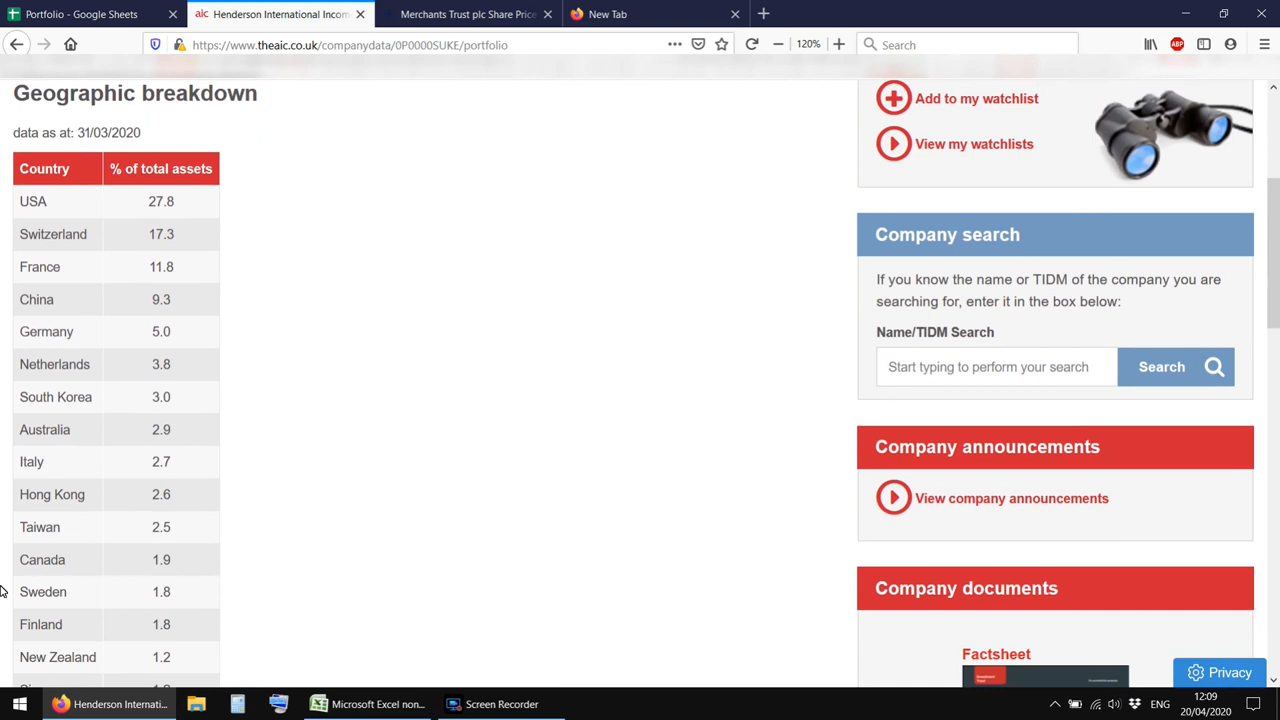 Portfolio - Google Sheets
aic Henderson International Incom
Merchants Trust plc Share Price
New Tab
https://www.theaic.co.uk/companydata/0P0000SUKE/portfolio
120%
Search
ABP
Geographic breakdown
data as at: 31/03/2020
Country % of total assets
USA 27.8
Switzerland 17.3
France 11.8
China 9.3
Germany 5.0
Netherlands 3.8
South Korea 3.0
Australia 2.9
Italy 2.7
Hong Kong 2.6
Taiwan 2.5
Canada 1.9
Sweden 1.8
Finland 1.8
New Zealand 1.2
Add to my watchlist
View my watchlists
Company search
If you know the name or TIDM of the company you are
searching for, enter it in the box below:
Name/TIDM Search
Start typing to perform your search
Search
Company announcements
View company announcements
Company documents
Factsheet
Privacy
Henderson Internati...
Microsoft Excel non...
Screen Recorder
ENG
12:09
20/04/2020